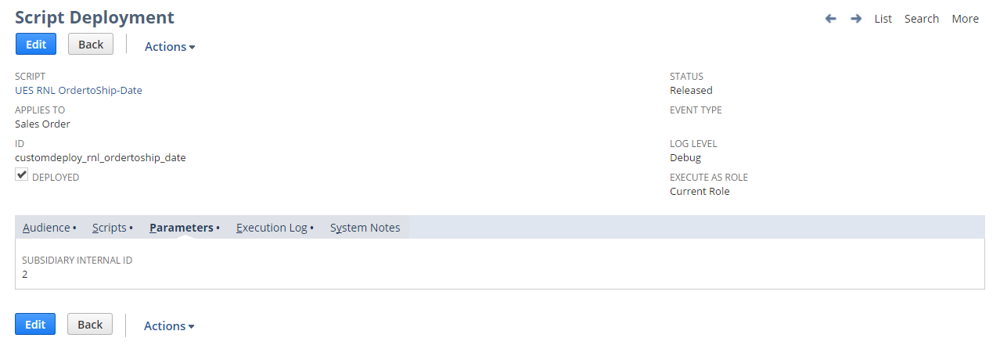 Script Deployment
List Search More
Edit Back Actions
SCRIPT
UES RNL OrdertoShip-Date
APPLIES TO
Sales Order
ID
customdeploy_rnl_ordertoship_date
DEPLOYED
STATUS
Released
EVENT TYPE
LOG LEVEL
Debug
EXECUTE AS ROLE
Current Role
Audience • Scripts • Parameters • Execution Log • System Notes
SUBSIDIARY INTERNAL ID
2
Edit Back Actions